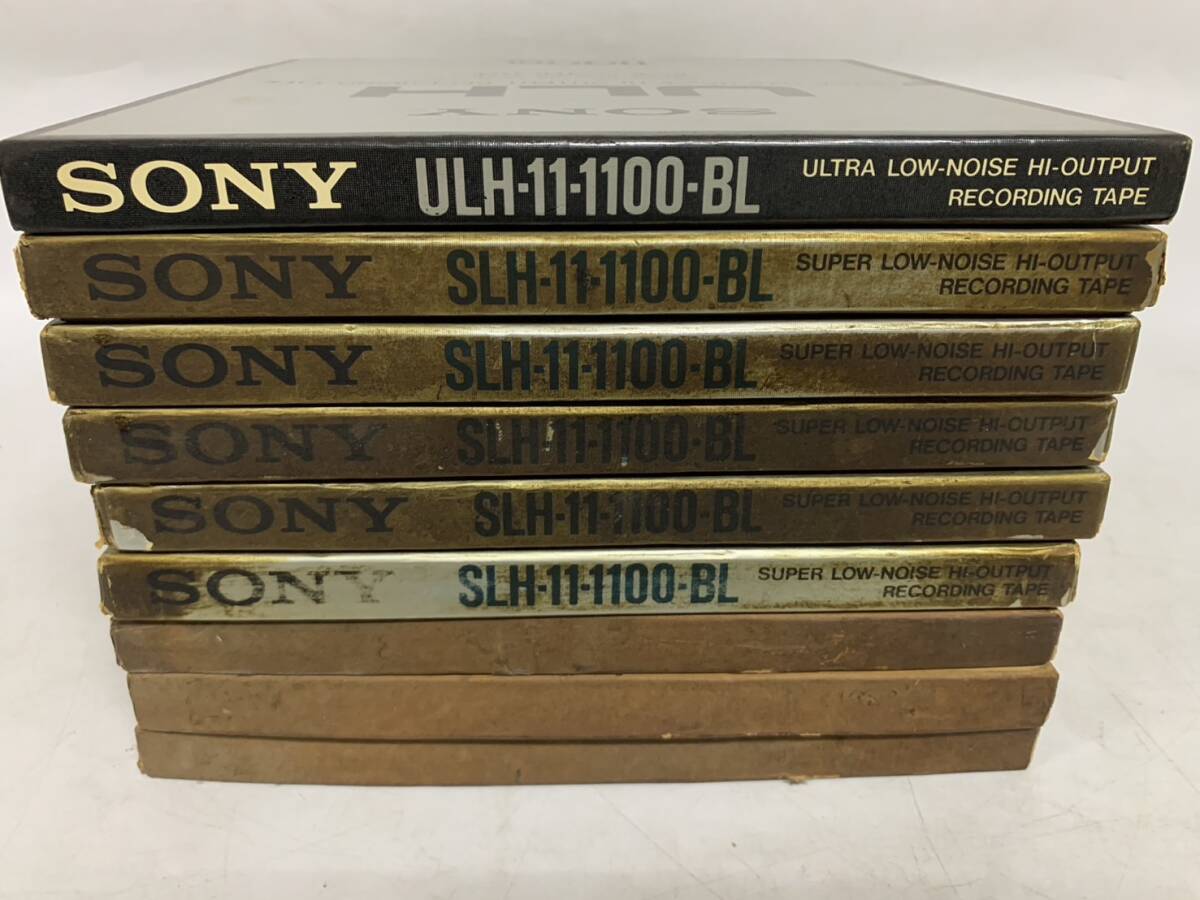 SONY
ULH
SONY ULH-11-1100-BL ULTRA LOW-NOISE HI-OUTPUT
RECORDING TAPE
SONY SLH-11-1100-BL SUPER LOW-NOISE HI-OUTPUT
RECORDING TAPE
SONY SLH-11-1100-BL SUPER LOW-NOISE HI-OUTPUT
RECORDING TAPE
SONY SLH-11-1100-BL SUPER LOW-NOISE HI-OUTPUT
RECORDING TAPE
SONY SLH-11-1100-BL SUPER LOW-NOISE HI-OUTPUT
RECORDING TAPE
SONY SLH-11-1100-BL SUPER LOW-NOISE HI-OUTPUT
RECORDING TAPE